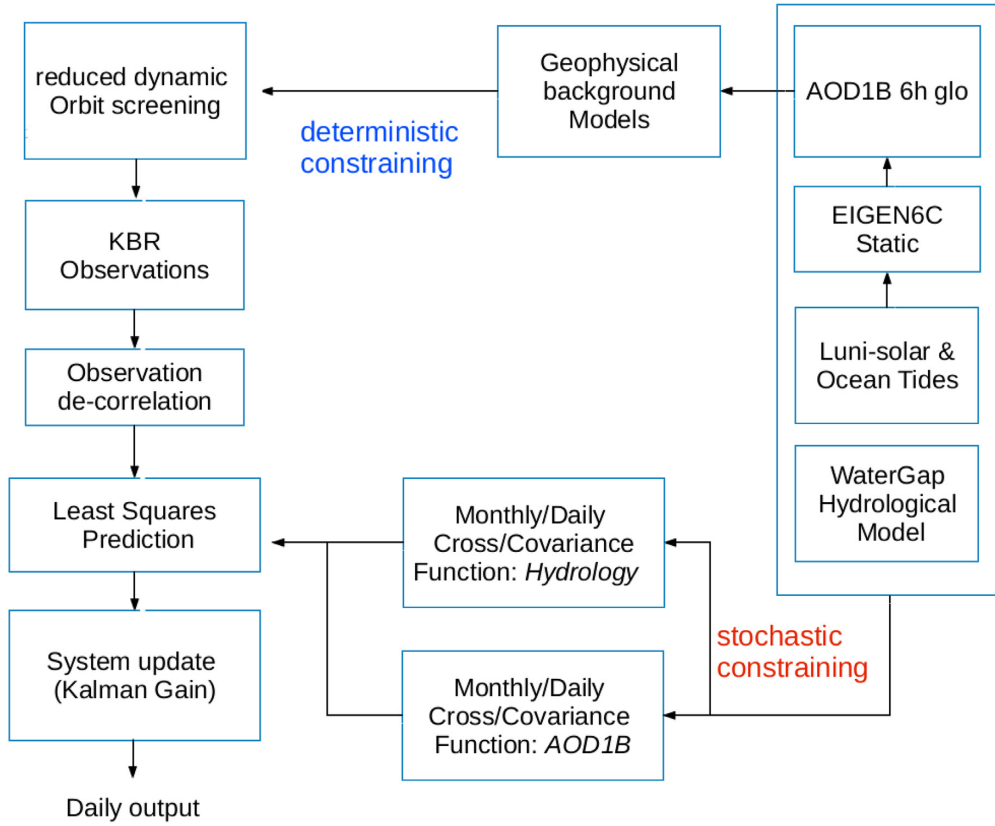 reduced dynamic
Orbit screening
deterministic
constraining
Geophysical
background
Models
AOD1B 6h glo
EIGEN6C
Static
Luni-solar &
Ocean Tides
WaterGap
Hydrological
Model
KBR
Observations
Observation
de-correlation
Least Squares
Prediction
Monthly/Daily
Cross/Covariance
Function: Hydrology
stochastic
constraining
System update
(Kalman Gain)
Monthly/Daily
Cross/Covariance
Function: AOD1B
Daily output